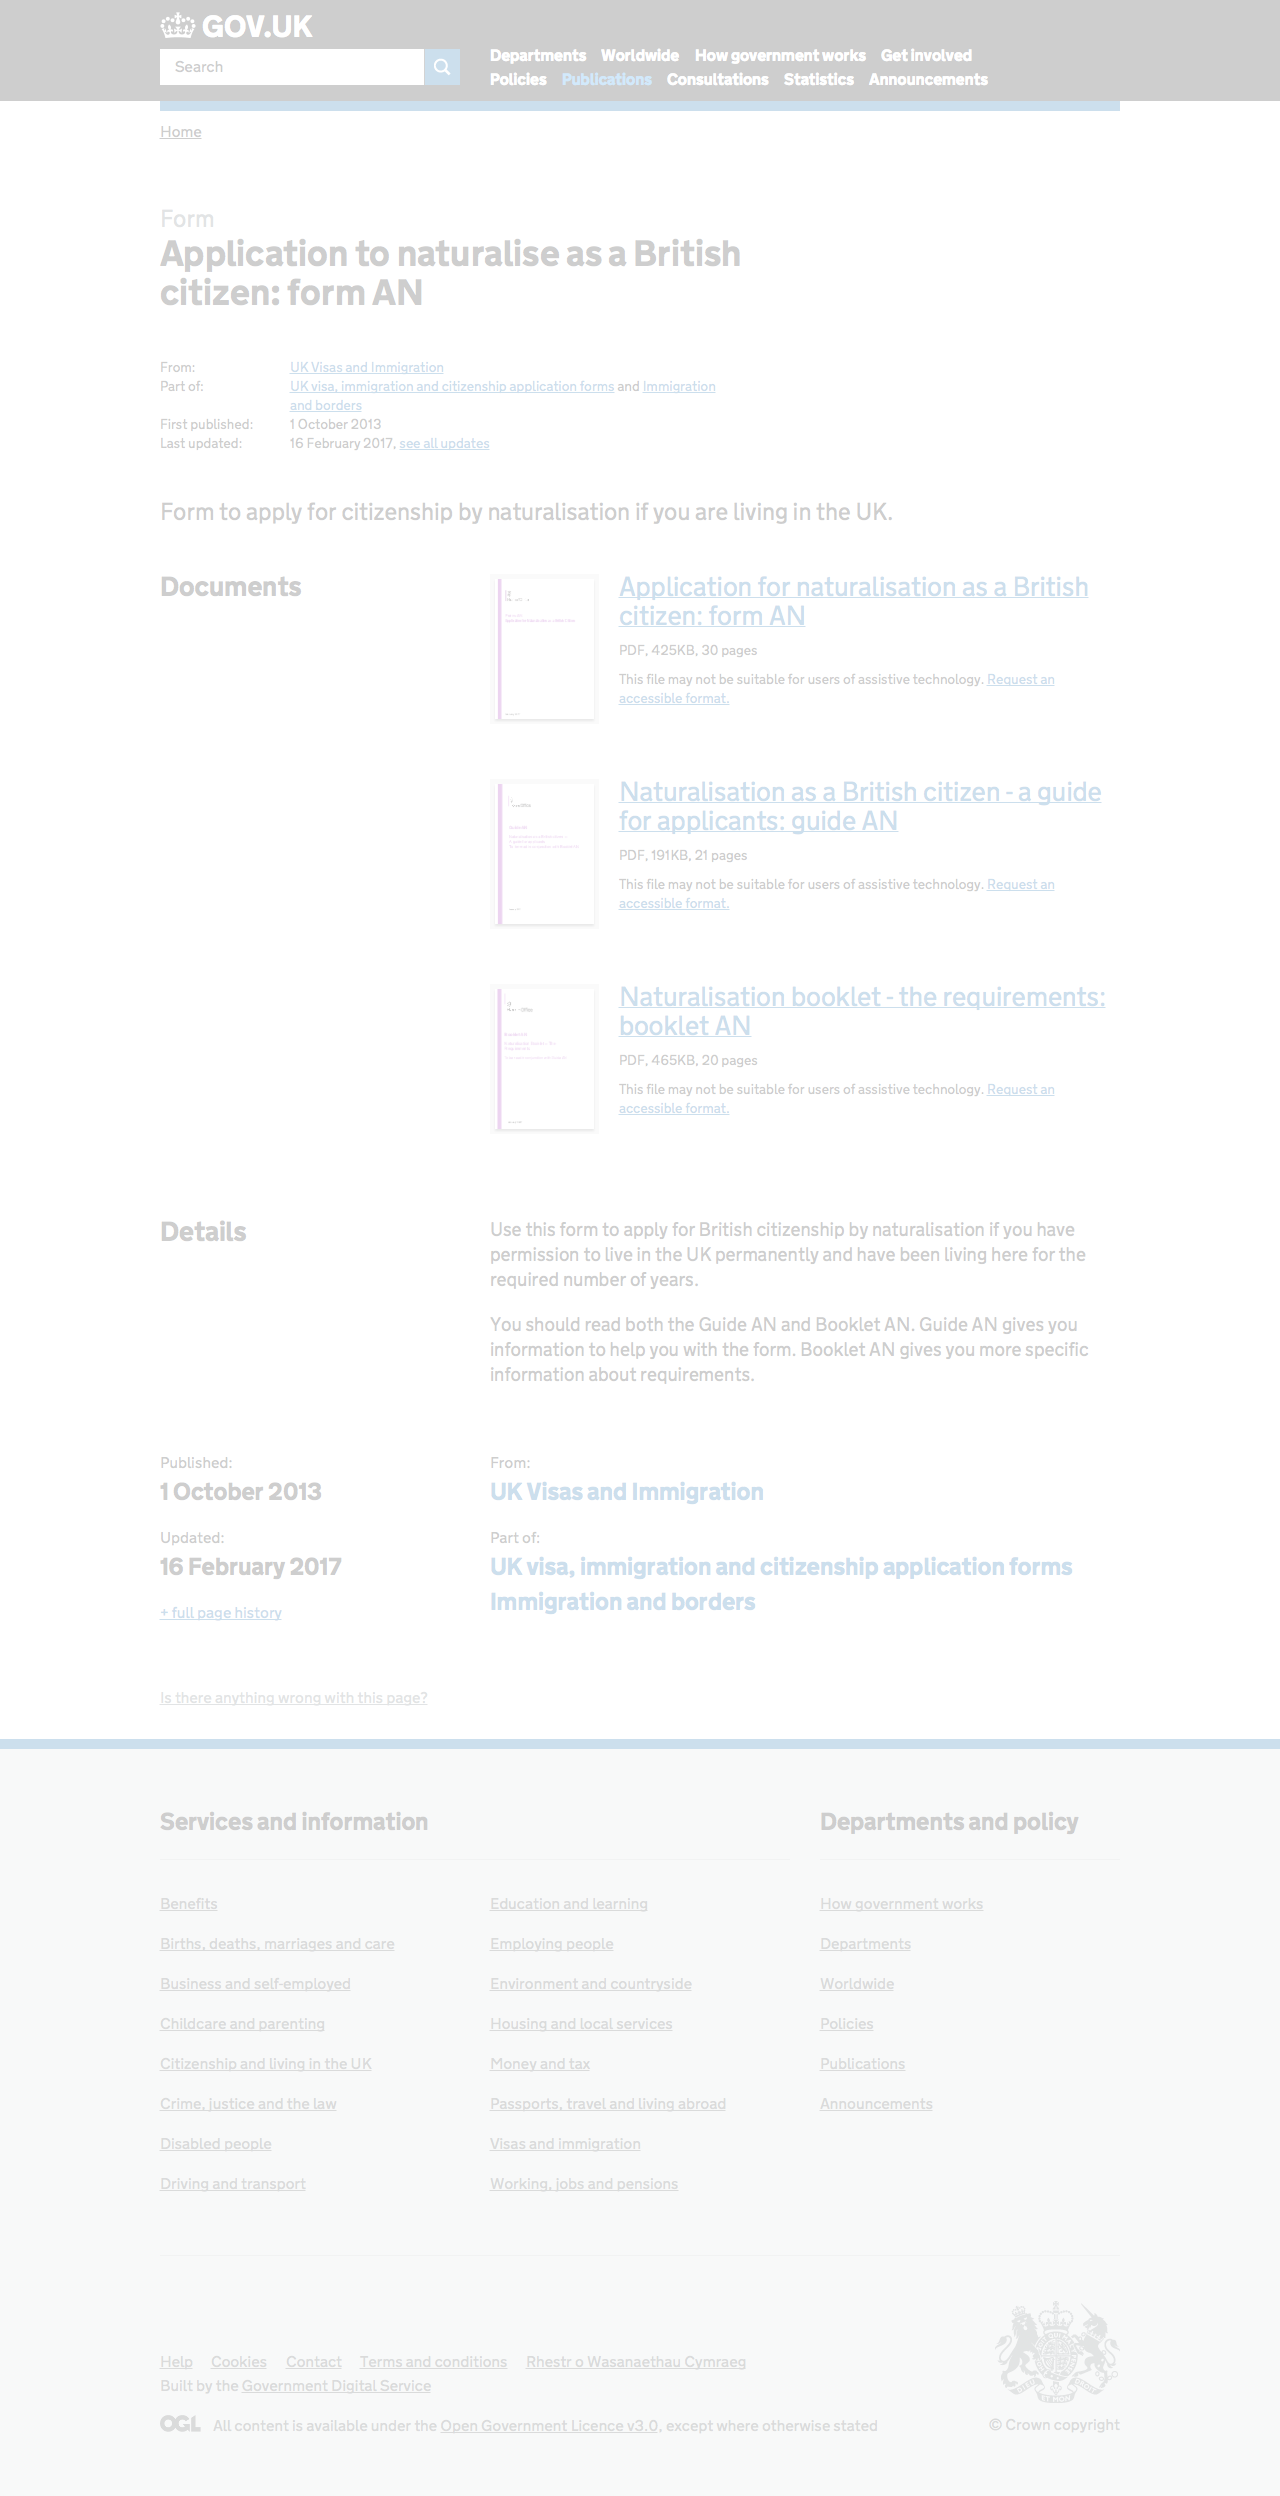 GOV.UK
Search
Departments Worldwide How government works Get involved
Policies Publications Consultations Statistics Announcements
Home
Form
Application to naturalise as a British
citizen: form AN
From: UK Visas and Immigration
Part of: UK visa, immigration and citizenship application forms and Immigration
and borders
First published: 1 October 2013
Last updated: 16 February 2017, see all updates
Form to apply for citizenship by naturalisation if you are living in the UK.
Documents
Application for naturalisation as a British
citizen: form AN
PDF, 425KB, 30 pages
This file may not be suitable for users of assistive technology. Request an
accessible format.
Naturalisation as a British citizen - a guide
for applicants: guide AN
PDF, 191KB, 21 pages
This file may not be suitable for users of assistive technology. Request an
accessible format.
Naturalisation booklet - the requirements:
booklet AN
PDF, 465KB, 20 pages
This file may not be suitable for users of assistive technology. Request an
accessible format.
Details
Use this form to apply for British citizenship by naturalisation if you have
permission to live in the UK permanently and have been living here for the
required number of years.
You should read both the Guide AN and Booklet AN. Guide AN gives you
information to help you with the form. Booklet AN gives you more specific
information about requirements.
Published:
1 October 2013
Updated:
16 February 2017
+ full page history
From:
UK Visas and Immigration
Part of:
UK visa, immigration and citizenship application forms
Immigration and borders
Is there anything wrong with this page?
Services and information
Benefits
Births, deaths, marriages and care
Business and self-employed
Childcare and parenting
Citizenship and living in the UK
Crime, justice and the law
Disabled people
Driving and transport
Education and learning
Employing people
Environment and countryside
Housing and local services
Money and tax
Passports, travel and living abroad
Visas and immigration
Working, jobs and pensions
Departments and policy
How government works
Departments
Worldwide
Policies
Publications
Announcements
Help Cookies Contact Terms and conditions Rhestr o Wasanaethau Cymraeg
Built by the Government Digital Service
OGL All content is available under the Open Government Licence v3.0, except where otherwise stated
© Crown copyright